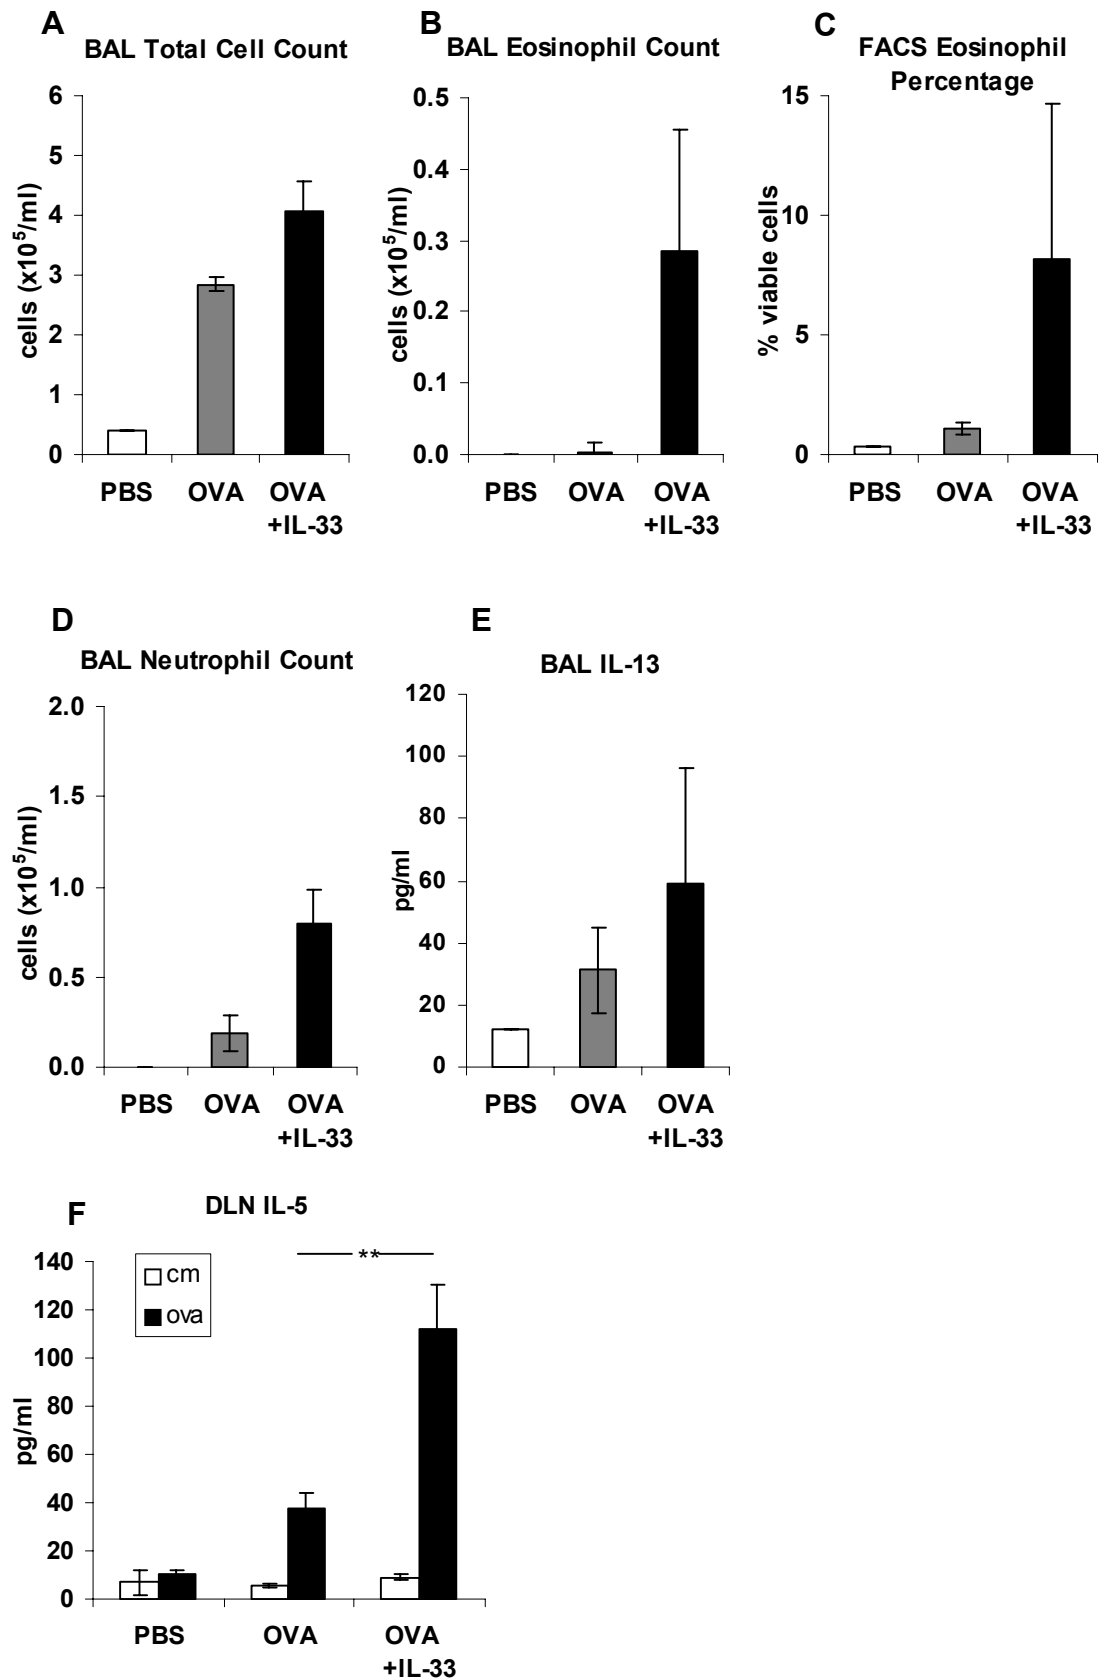 A
BAL Total Cell Count
cells (x10⁵/ml)
6
5
4
3
2
1
0
PBS
OVA
OVA
+IL-33
B
BAL Eosinophil Count
cells (x10⁵/ml)
0.5
0.4
0.3
0.2
0.1
0.0
PBS
OVA
OVA
+IL-33
C
FACS Eosinophil
Percentage
% viable cells
15
10
5
0
PBS
OVA
OVA
+IL-33
D
BAL Neutrophil Count
cells (x10⁵/ml)
2.0
1.5
1.0
0.5
0.0
PBS
OVA
OVA
+IL-33
E
BAL IL-13
pg/ml
120
100
80
60
40
20
0
PBS
OVA
OVA
+IL-33
F
DLN IL-5
pg/ml
140
120
100
80
60
40
20
0
cm
ova
**
PBS
OVA
OVA
+IL-33